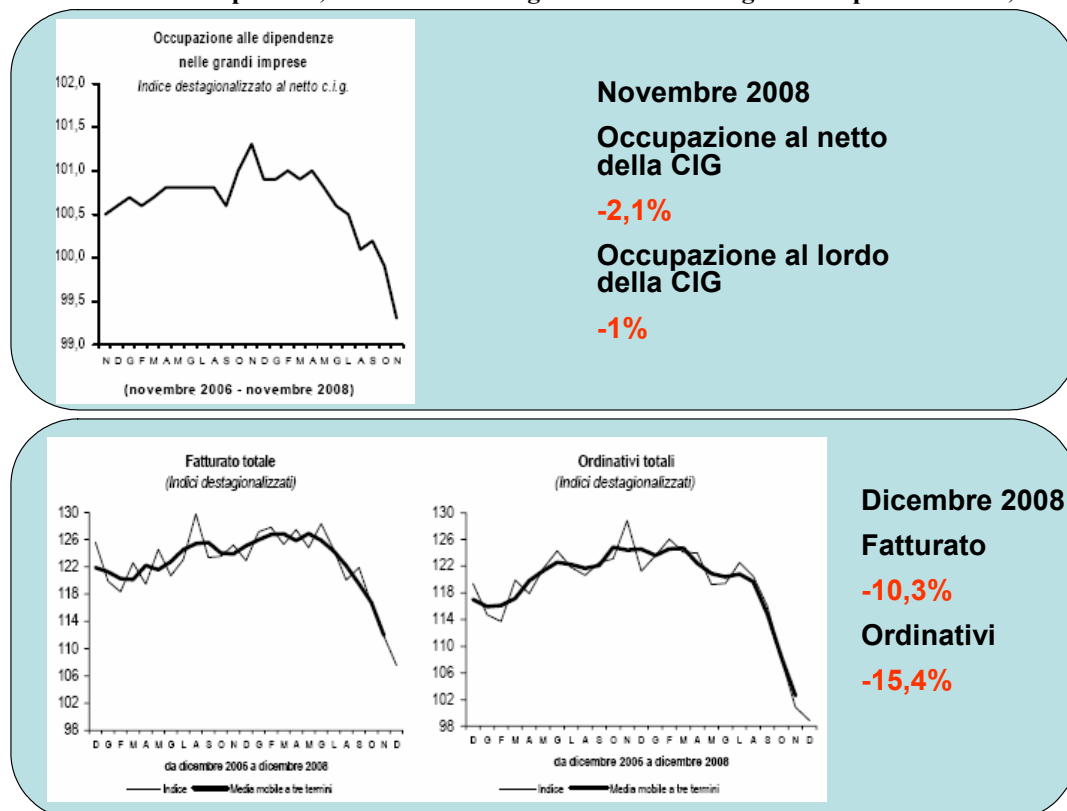 Occupazione alle dipendenze
nelle grandi imprese
Indice destagionalizzato al netto c.i.g.
102,0
101,5
101,0
100,5
100,0
99,5
99,0
N D G F M A M G L A S O N D G F M A M G L A S O N
(novembre 2006 - novembre 2008)
Novembre 2008
Occupazione al netto
della CIG
-2,1%
Occupazione al lordo
della CIG
-1%
Fatturato totale
(Indici destagionalizzati)
130
126
122
118
114
110
106
102
98
D G F M A M G L A S O N D G F M A M G L A S O N D
da dicembre 2006 a dicembre 2008
Indice Media mobile a tre termini
Ordinativi totali
(Indici destagionalizzati)
130
126
122
118
114
110
106
102
98
D G F M A M G L A S O N D G F M A M G L A S O N D
da dicembre 2006 a dicembre 2008
Indice Media mobile a tre termini
Dicembre 2008
Fatturato
-10,3%
Ordinativi
-15,4%